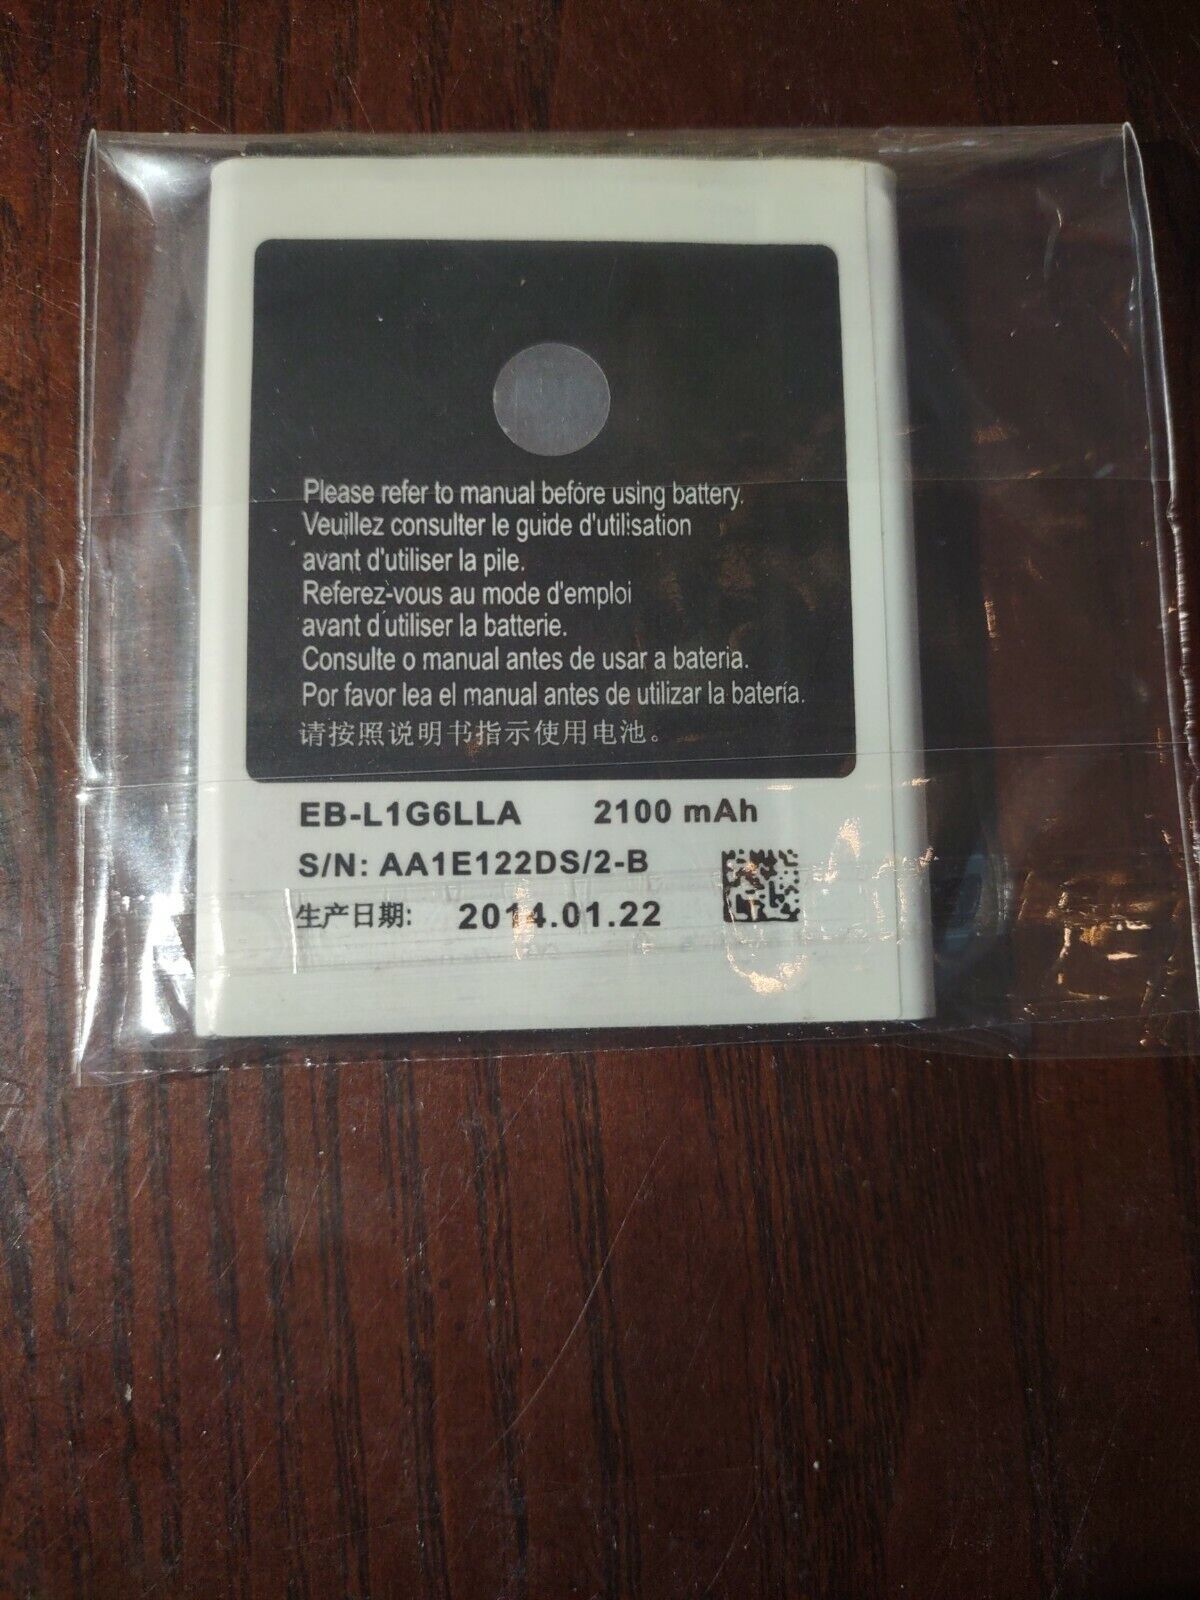 Please refer to manual before using battery.
Veuillez consulter le guide d'utilisation
avant d'utiliser la pile.
Referez-vous au mode d'emploi
avant d'utiliser la batterie.
Consulte o manual antes de usar a bateria.
Por favor lea el manual antes de utilizar la batería.
请按照说明书指示使用电池。
EB-L1G6LLA 2100 mAh
S/N: AA1E122DS/2-B
生产日期: 2014.01.22